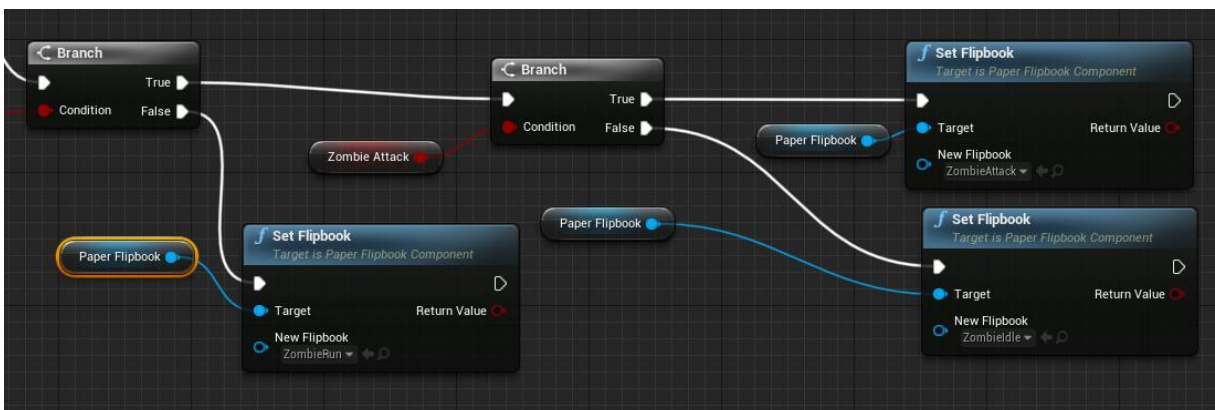 Branch
True
Condition False
Branch
True
Condition False
Zombie Attack
Set Flipbook
Target is Paper Flipbook Component
Paper Flipbook
Target Return Value
New Flipbook
ZombieAttack
Paper Flipbook
Set Flipbook
Target is Paper Flipbook Component
Target Return Value
New Flipbook
ZombieRun
Paper Flipbook
Set Flipbook
Target is Paper Flipbook Component
Target Return Value
New Flipbook
ZombieIdle